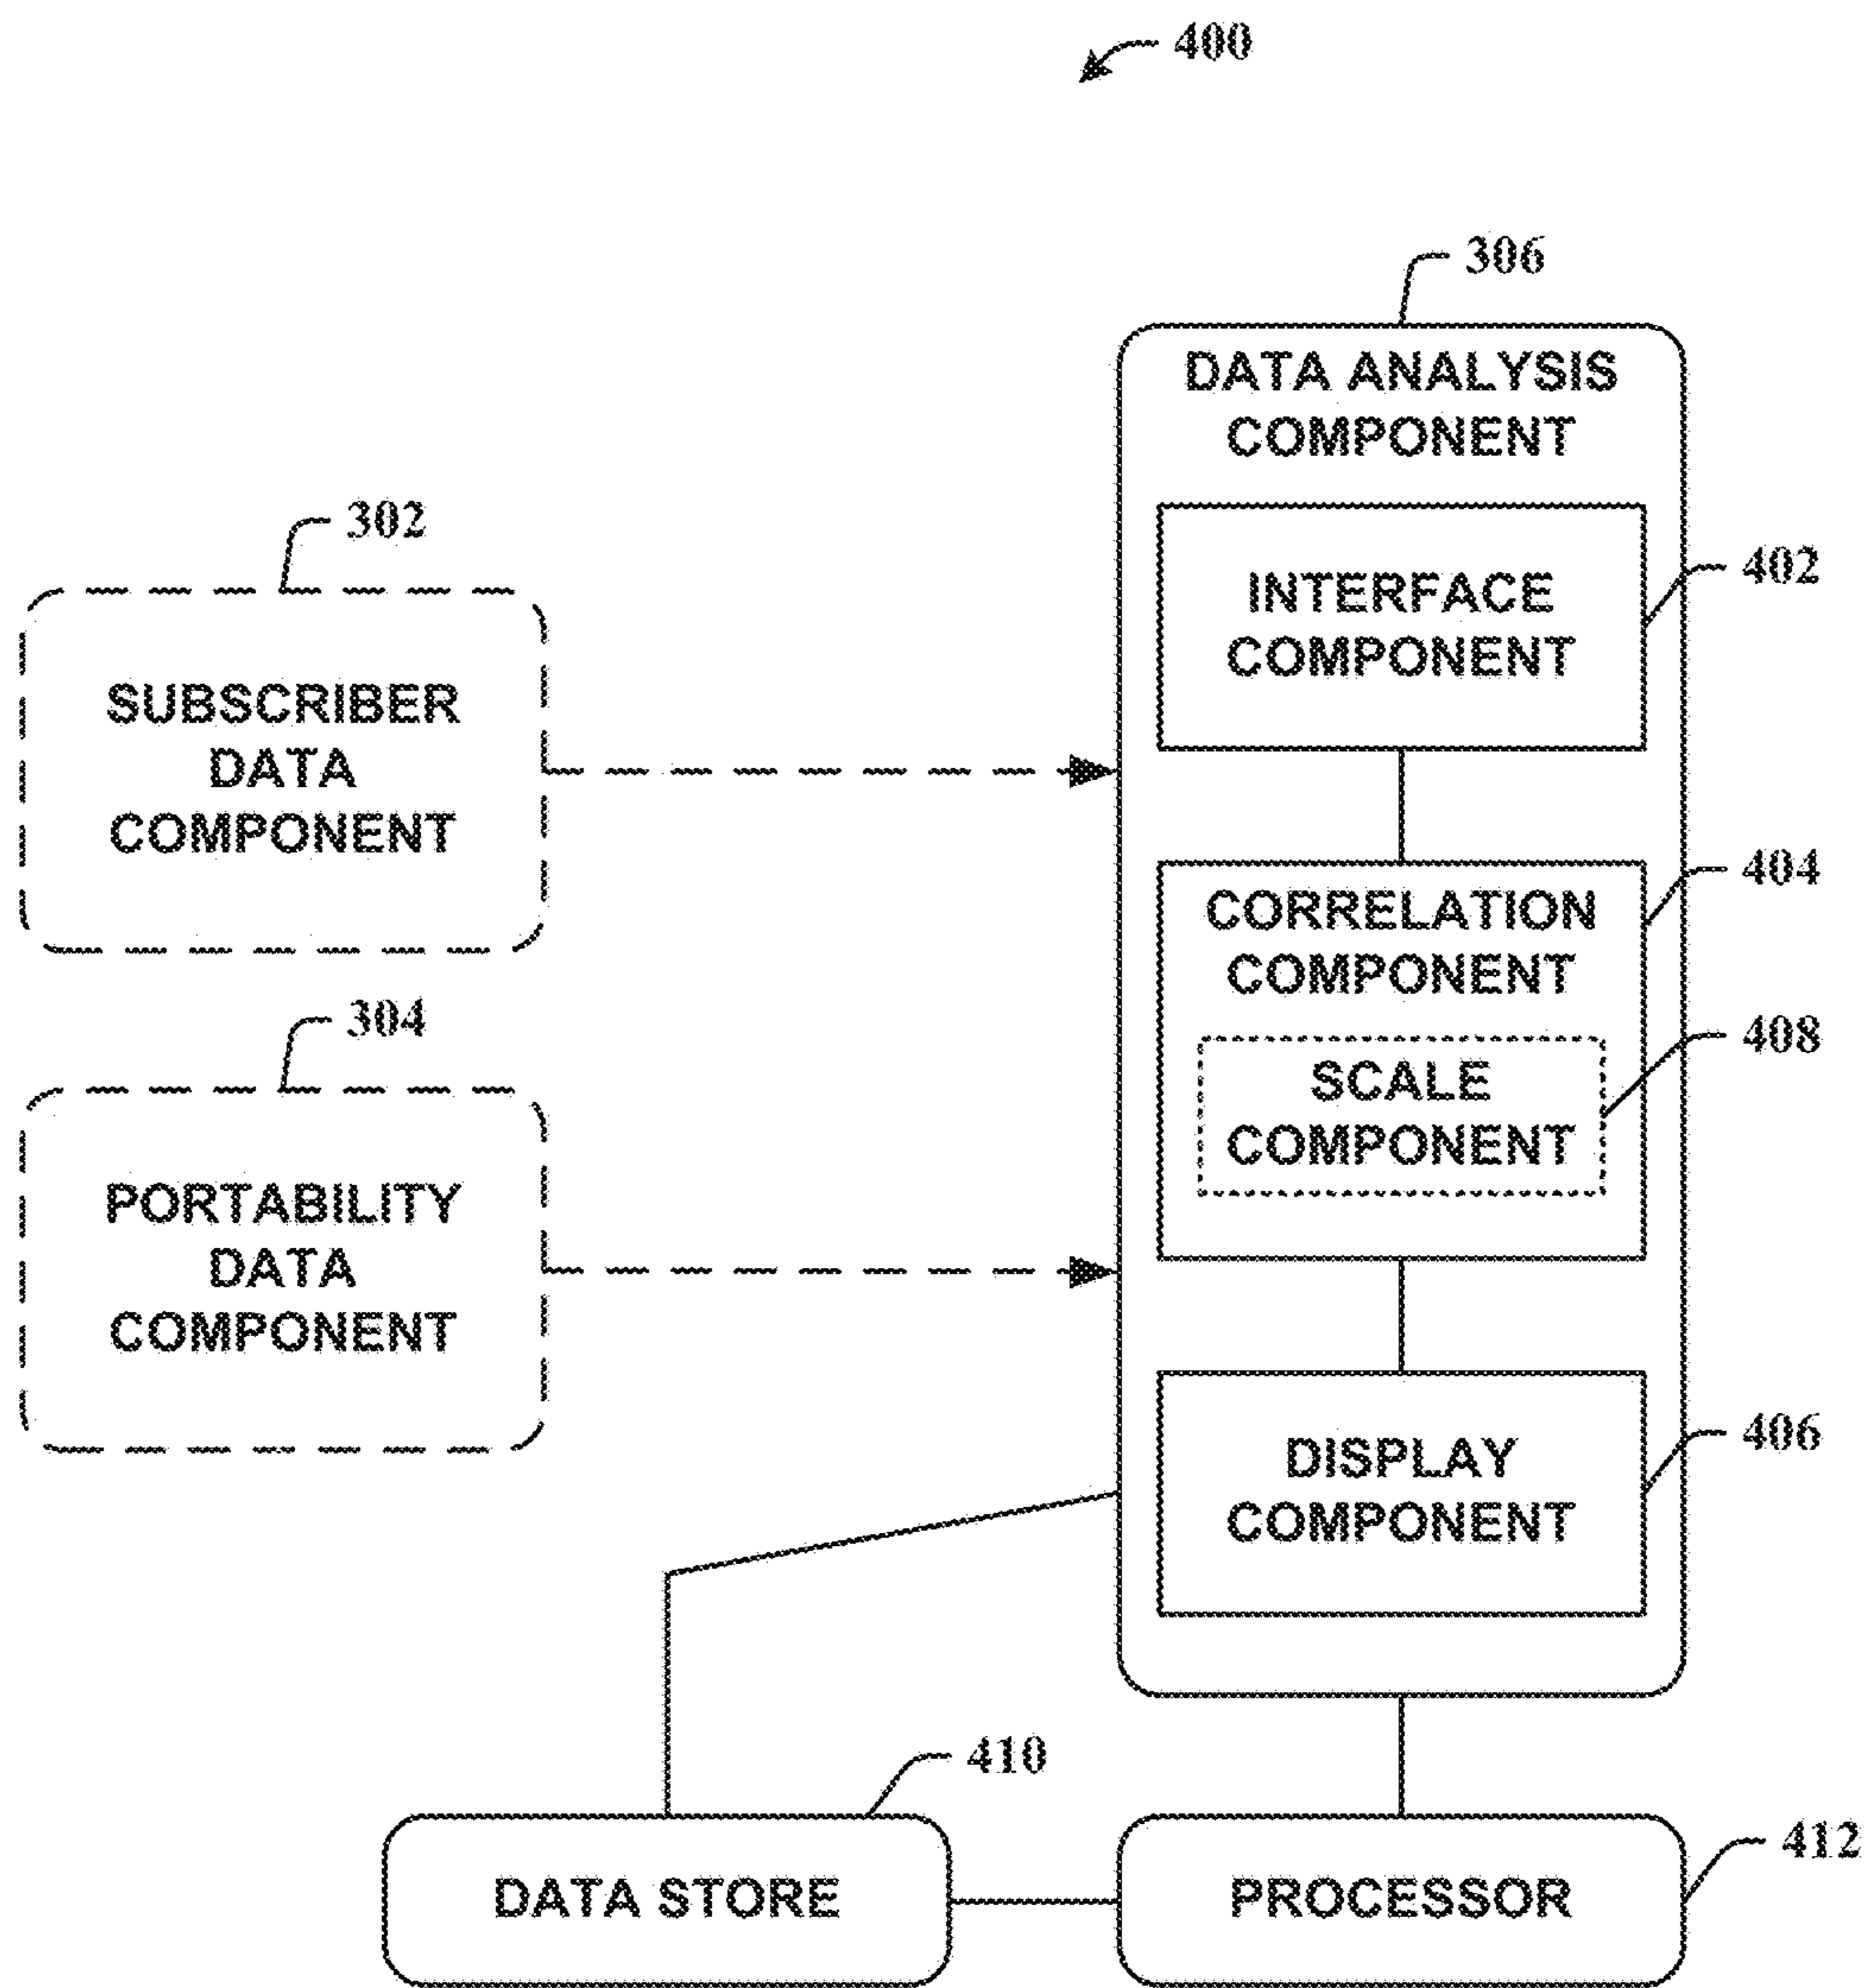 400
306
DATA ANALYSIS
COMPONENT
INTERFACE
COMPONENT
402
302
SUBSCRIBER
DATA
COMPONENT
CORRELATION
COMPONENT
404
SCALE
COMPONENT
408
304
PORTABILITY
DATA
COMPONENT
DISPLAY
COMPONENT
406
410
DATA STORE
PROCESSOR
412